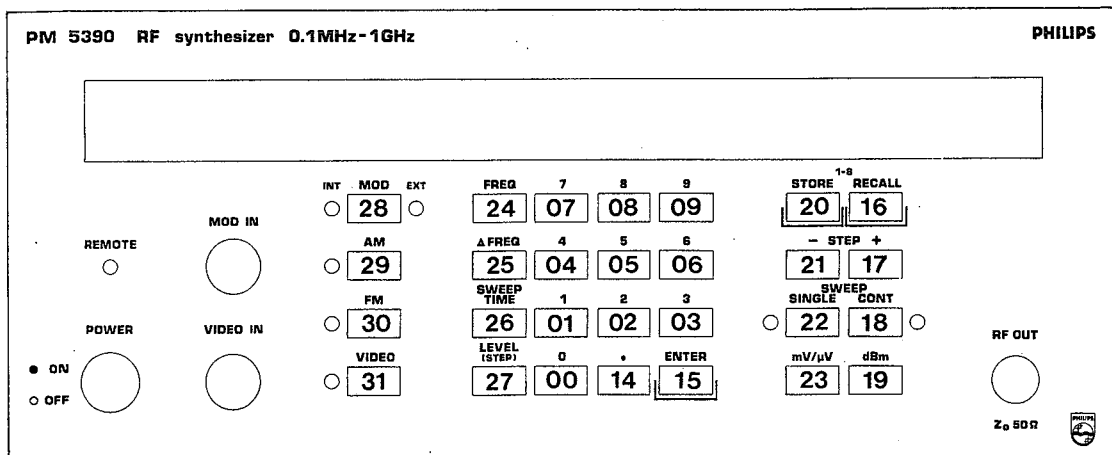 PM 5390 RF synthesizer 0.1MHz-1GHz PHILIPS
1-8
INT MOD EXT FREQ 7 8 9 STORE RECALL
28 24 07 08 09 20 16
MOD IN
REMOTE AM Δ FREQ 4 5 6 - STEP +
29 25 04 05 06 21 17
SWEEP SWEEP
FM TIME 1 2 3 SINGLE CONT
POWER VIDEO IN 30 26 01 02 03 22 18 RF OUT
VIDEO LEVEL (STEP) 0 . ENTER mV/μV dBm
ON 31 27 00 14 15 23 19
OFF
Z₀ 50Ω PHILIPS